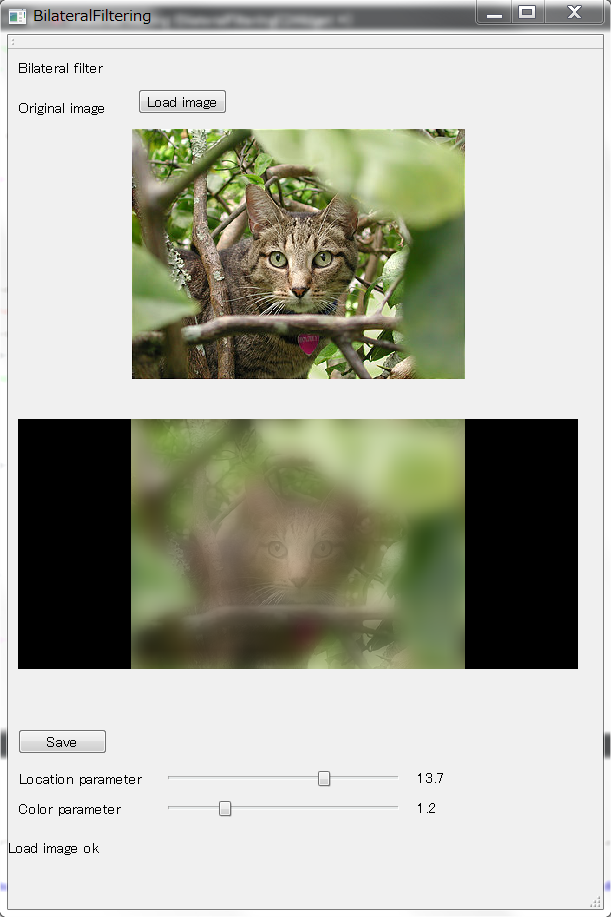 BilateralFiltering
Bilateral filter
Original image
Load image
Save
Location parameter 13.7
Color parameter 1.2
Load image ok